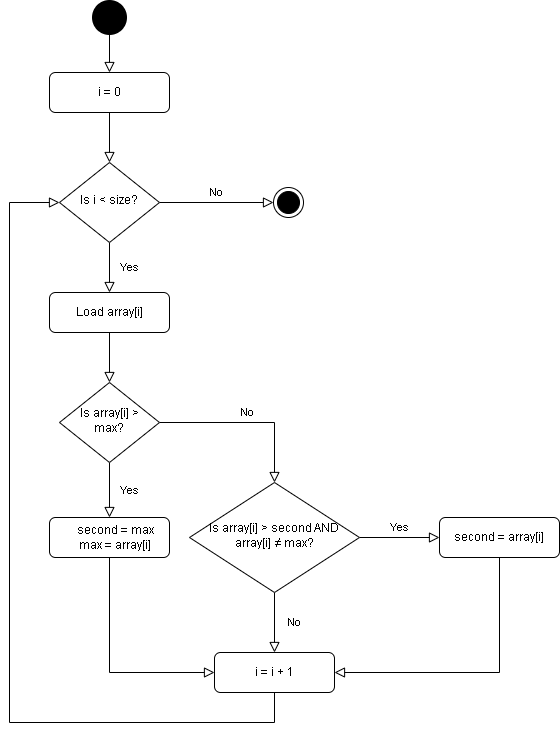 i = 0
Is i < size?
No
Yes
Load array[i]
Is array[i] >
max?
No
Yes
second = max
max = array[i]
Is array[i] > second AND
array[i] ≠ max?
Yes
second = array[i]
No
i = i + 1